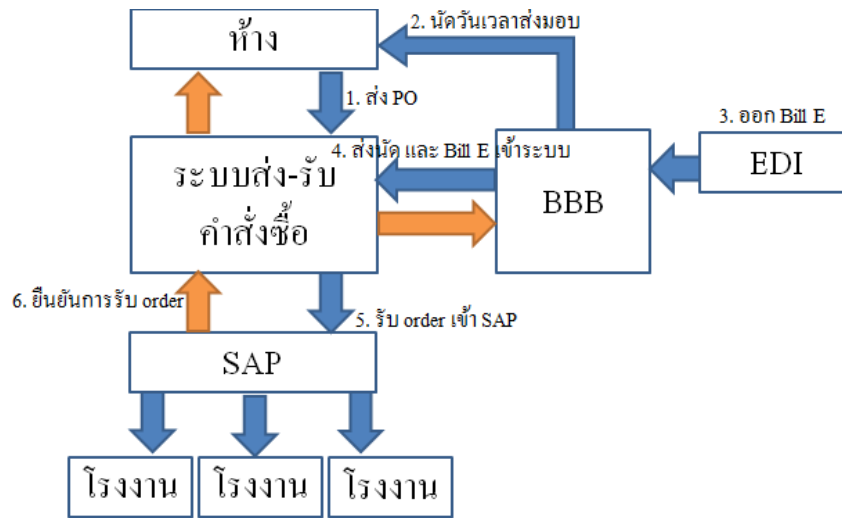 2. นัดวันเวลาส่งมอบ
ห้าง
1. ส่ง PO
3. ออก Bill E
4. ส่งนัด และ Bill E เข้าระบบ
EDI
ระบบส่ง-รับ
คำสั่งซื้อ
BBB
6. ยืนยันการรับ order
5. รับ order เข้า SAP
SAP
โรงงาน
โรงงาน
โรงงาน